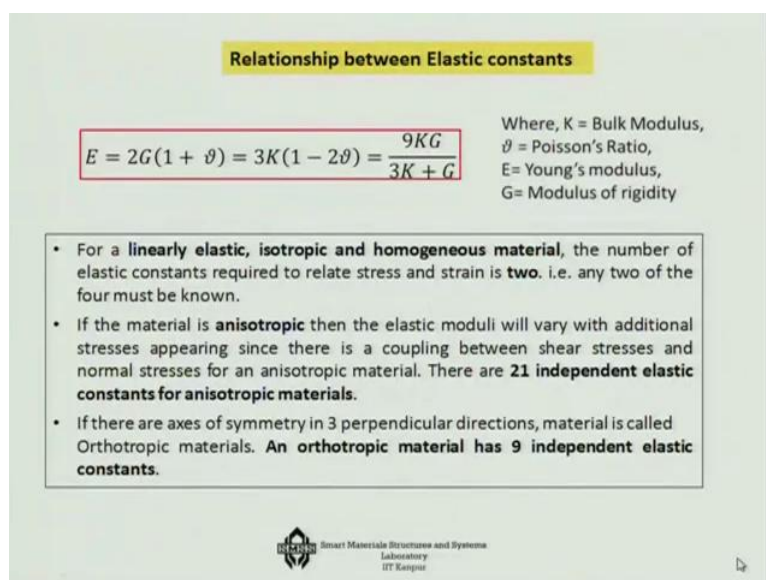 Relationship between Elastic constants
E = 2G(1 + ϑ) = 3K(1 − 2ϑ) = 9KG / 3K + G
Where, K = Bulk Modulus,
ϑ = Poisson's Ratio,
E= Young's modulus,
G= Modulus of rigidity
• For a linearly elastic, isotropic and homogeneous material, the number of
elastic constants required to relate stress and strain is two. i.e. any two of the
four must be known.
• If the material is anisotropic then the elastic moduli will vary with additional
stresses appearing since there is a coupling between shear stresses and
normal stresses for an anisotropic material. There are 21 independent elastic
constants for anisotropic materials.
• If there are axes of symmetry in 3 perpendicular directions, material is called
Orthotropic materials. An orthotropic material has 9 independent elastic
constants.
Smart Materials Structures and Systems
Laboratory
IIT Kanpur